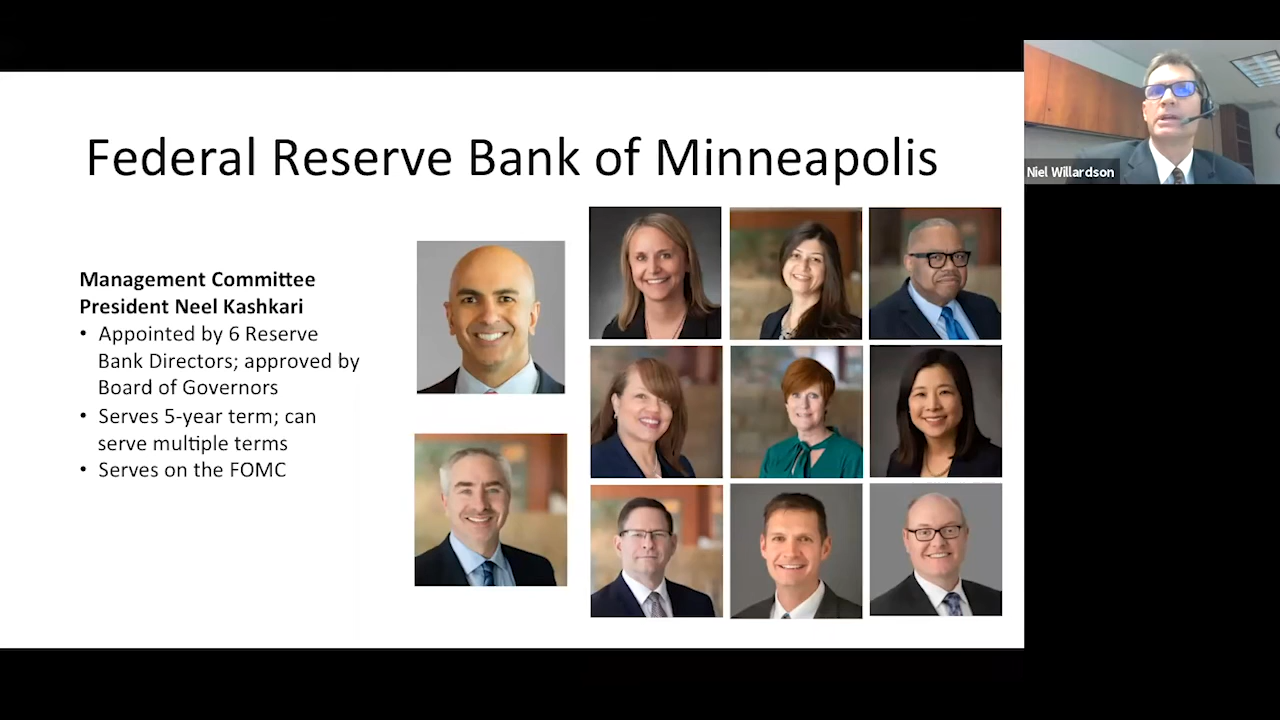 Federal Reserve Bank of Minneapolis
Management Committee
President Neel Kashkari
• Appointed by 6 Reserve
Bank Directors; approved by
Board of Governors
• Serves 5-year term; can
serve multiple terms
• Serves on the FOMC
Niel Willardson